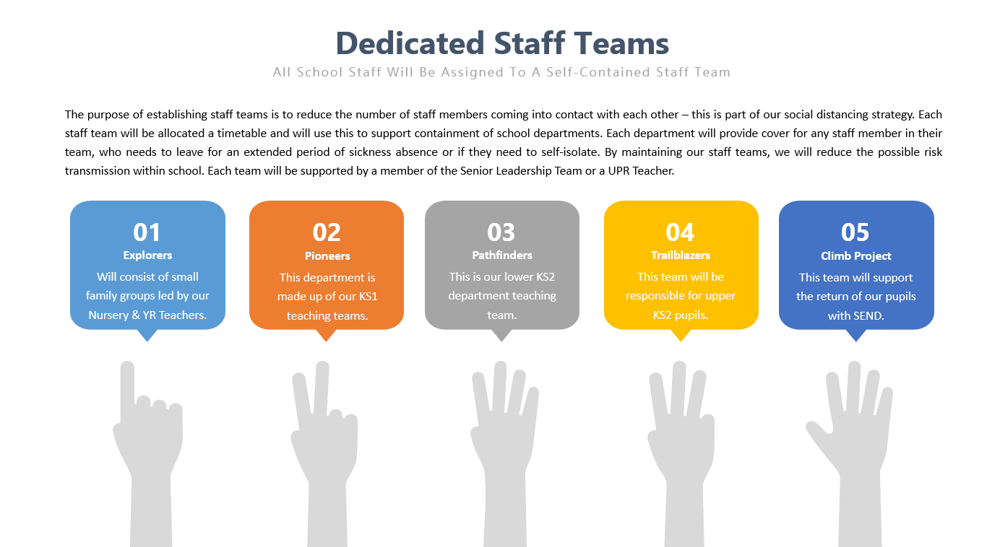 Dedicated Staff Teams
All School Staff Will Be Assigned To A Self-Contained Staff Team
The purpose of establishing staff teams is to reduce the number of staff members coming into contact with each other – this is part of our social distancing strategy. Each
staff team will be allocated a timetable and will use this to support containment of school departments. Each department will provide cover for any staff member in their
team, who needs to leave for an extended period of sickness absence or if they need to self-isolate. By maintaining our staff teams, we will reduce the possible risk
transmission within school. Each team will be supported by a member of the Senior Leadership Team or a UPR Teacher.
01
Explorers
Will consist of small
family groups led by our
Nursery & YR Teachers.
02
Pioneers
This department is
made up of our KS1
teaching teams.
03
Pathfinders
This is our lower KS2
department teaching
team.
04
Trailblazers
This team will be
responsible for upper
KS2 pupils.
05
Climb Project
This team will support
the return of our pupils
with SEND.